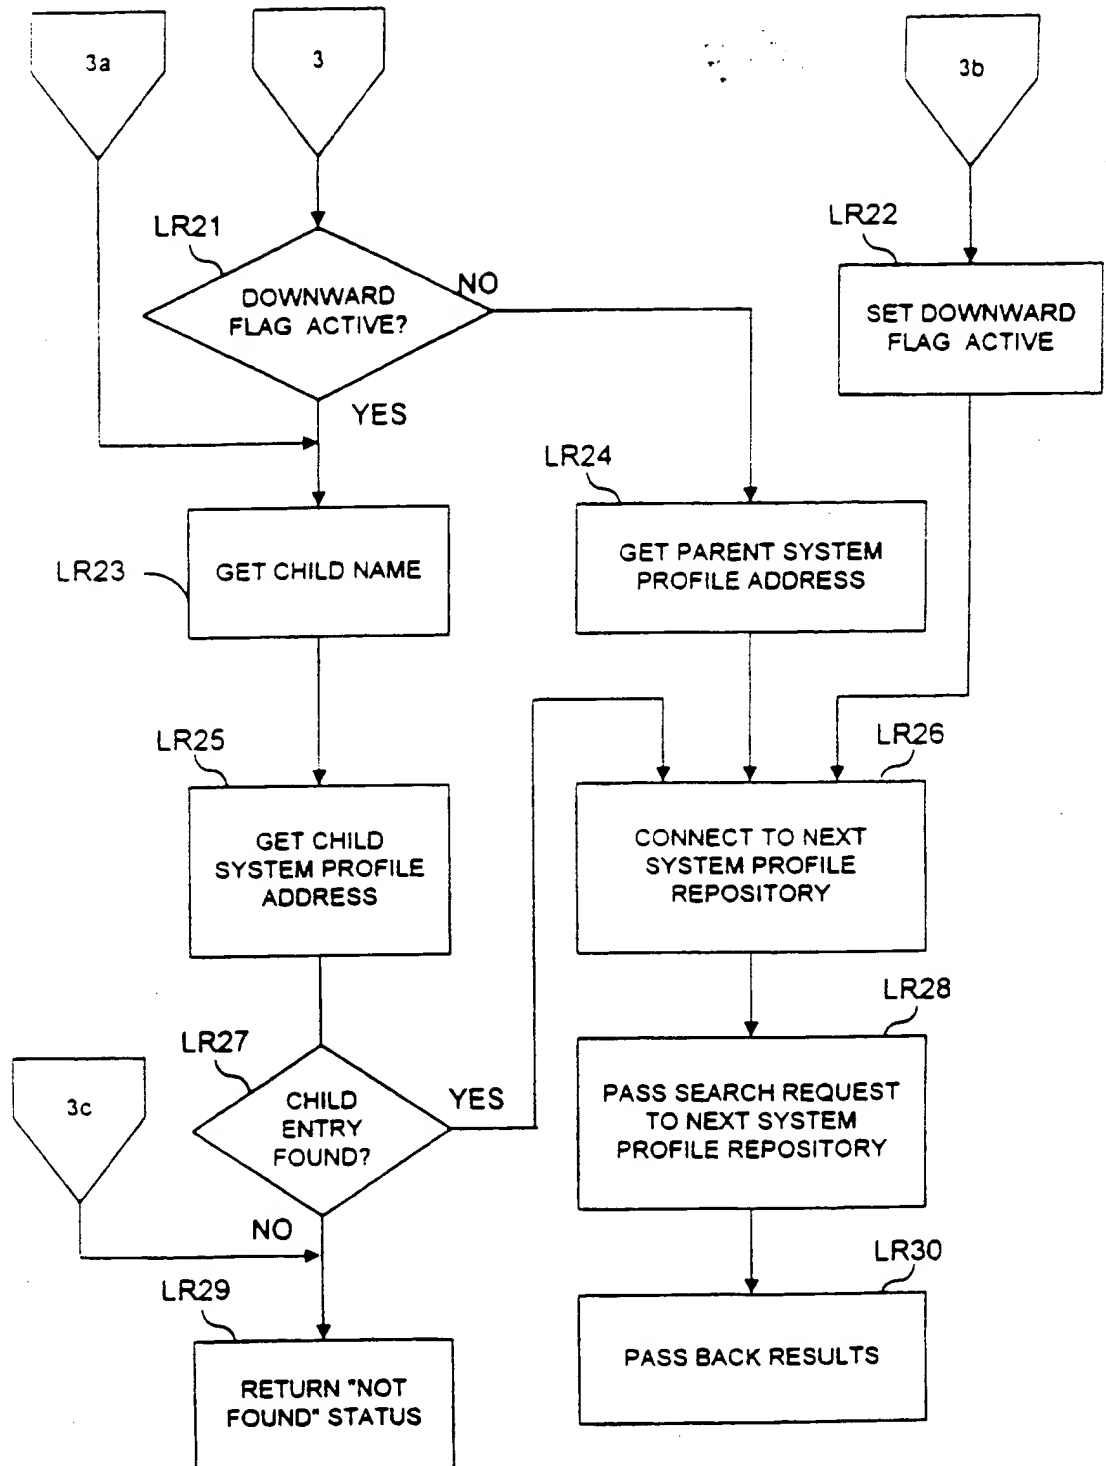 3a
3
3b
LR21
LR22
NO
DOWNWARD
FLAG ACTIVE?
SET DOWNWARD
FLAG ACTIVE
YES
LR24
LR23
GET CHILD NAME
GET PARENT SYSTEM
PROFILE ADDRESS
LR25
LR26
GET CHILD
SYSTEM PROFILE
ADDRESS
CONNECT TO NEXT
SYSTEM PROFILE
REPOSITORY
LR28
LR27
3c
CHILD
ENTRY
FOUND?
YES
PASS SEARCH REQUEST
TO NEXT SYSTEM
PROFILE REPOSITORY
NO
LR30
LR29
PASS BACK RESULTS
RETURN "NOT
FOUND" STATUS